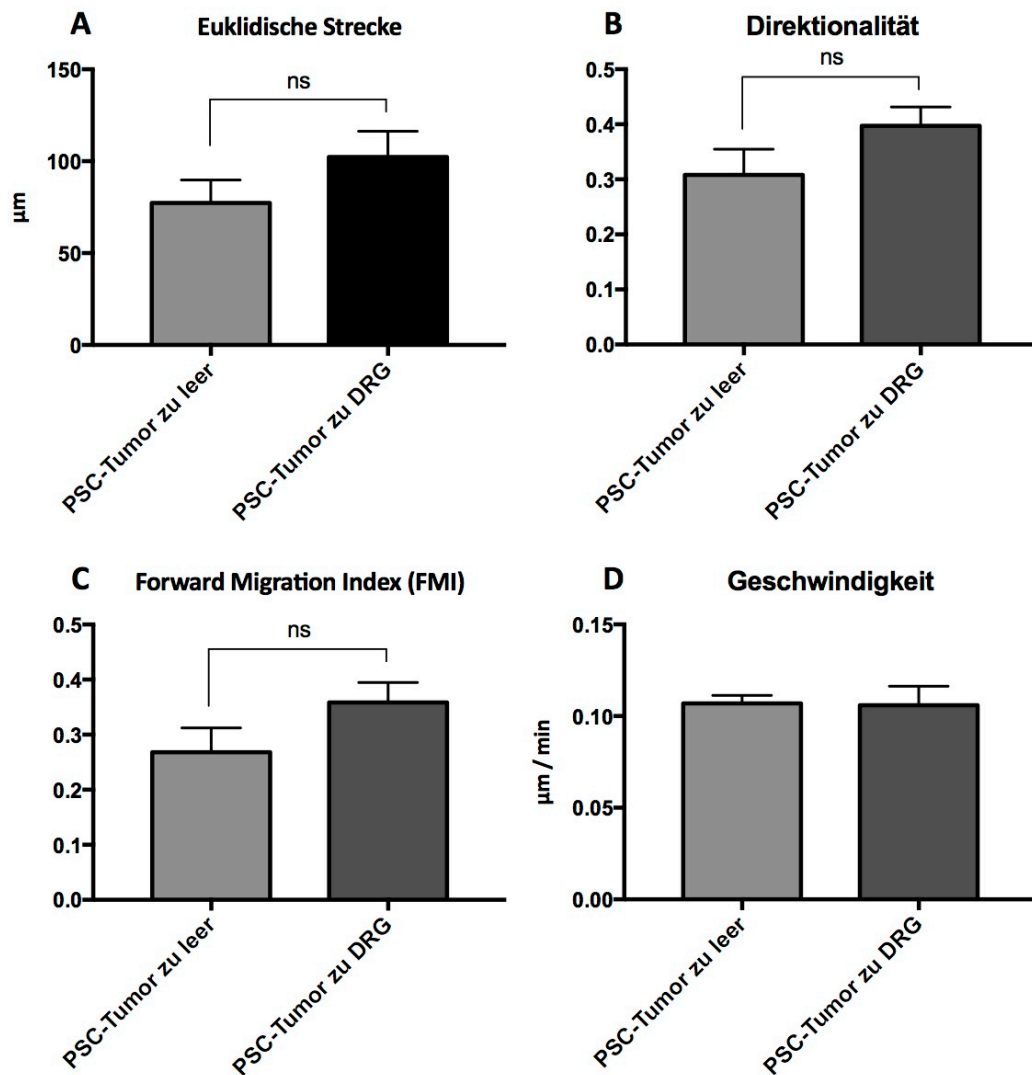 A
Euklidische Strecke
150
100
50
0
µm
ns
PSC-Tumor zu leer
PSC-Tumor zu DRG
B
Direktionalität
0.5
0.4
0.3
0.2
0.1
0.0
ns
PSC-Tumor zu leer
PSC-Tumor zu DRG
C
Forward Migration Index (FMI)
0.5
0.4
0.3
0.2
0.1
0.0
ns
PSC-Tumor zu leer
PSC-Tumor zu DRG
D
Geschwindigkeit
0.15
0.10
0.05
0.00
µm / min
PSC-Tumor zu leer
PSC-Tumor zu DRG